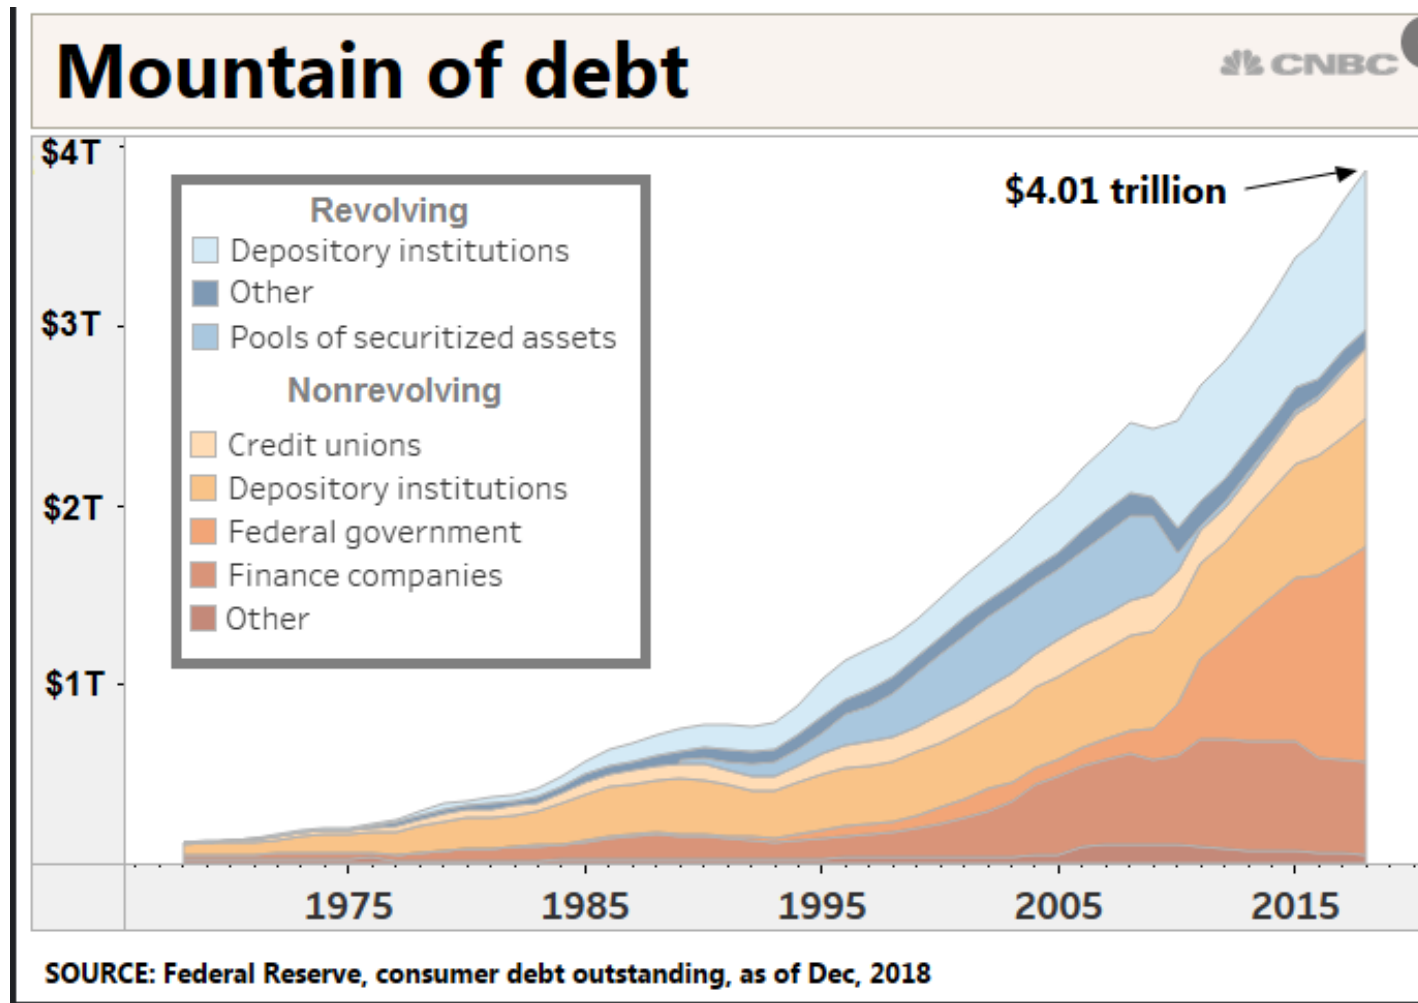 Mountain of debt
CNBC
$4T
$3T
$2T
$1T
$4.01 trillion
Revolving
Depository institutions
Other
Pools of securitized assets
Nonrevolving
Credit unions
Depository institutions
Federal government
Finance companies
Other
1975 1985 1995 2005 2015
SOURCE: Federal Reserve, consumer debt outstanding, as of Dec, 2018